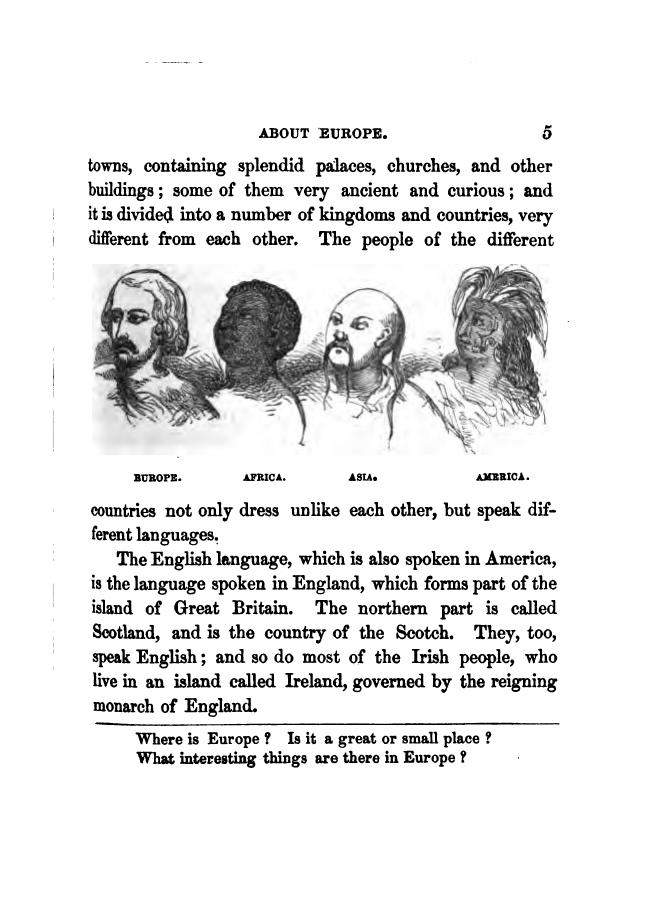 ABOUT EUROPE. 5
towns, containing splendid palaces, churches, and other
buildings; some of them very ancient and curious; and
it is divided into a number of kingdoms and countries, very
different from each other. The people of the different
EUROPE. AFRICA. ASIA. AMERICA.
countries not only dress unlike each other, but speak dif-
ferent languages.
The English language, which is also spoken in America,
is the language spoken in England, which forms part of the
island of Great Britain. The northern part is called
Scotland, and is the country of the Scotch. They, too,
speak English; and so do most of the Irish people, who
live in an island called Ireland, governed by the reigning
monarch of England.
Where is Europe? Is it a great or small place?
What interesting things are there in Europe?